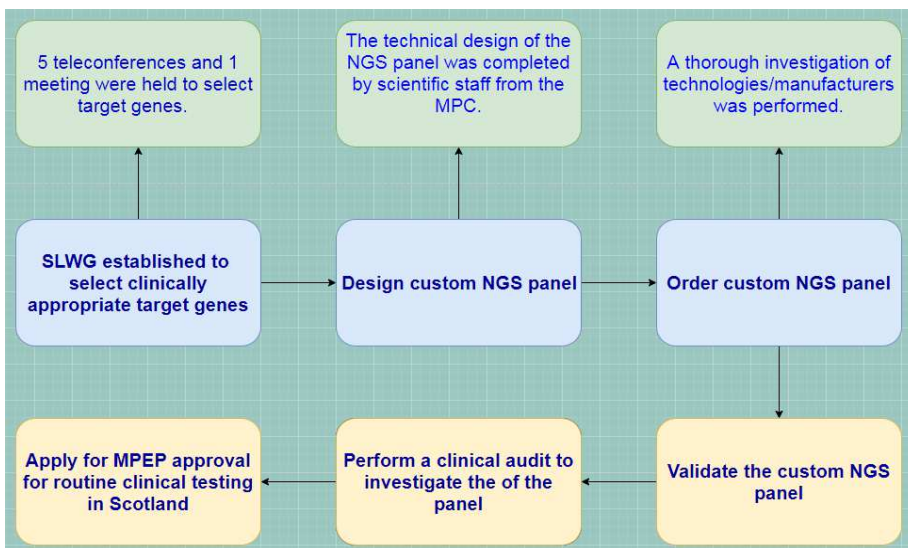 5 teleconferences and 1
meeting were held to select
target genes.
The technical design of the
NGS panel was completed
by scientific staff from the
MPC.
A thorough investigation of
technologies/manufacturers
was performed.
SLWG established to
select clinically
appropriate target genes
Design custom NGS panel
Order custom NGS panel
Apply for MPEP approval
for routine clinical testing
in Scotland
Perform a clinical audit to
investigate the of the
panel
Validate the custom NGS
panel